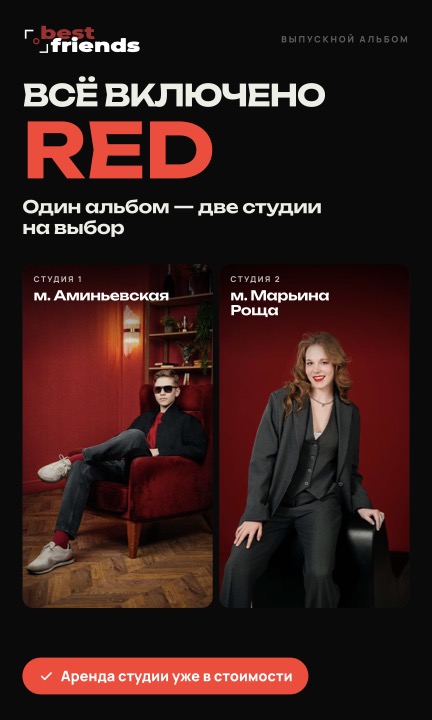 best
friends
ВЫПУСКНОЙ АЛЬБОМ
ВСЁ ВКЛЮЧЕНО
RED
Один альбом — две студии
на выбор
СТУДИЯ 1
м. Аминьевская
СТУДИЯ 2
м. Марьина
Роща
Аренда студии уже в стоимости